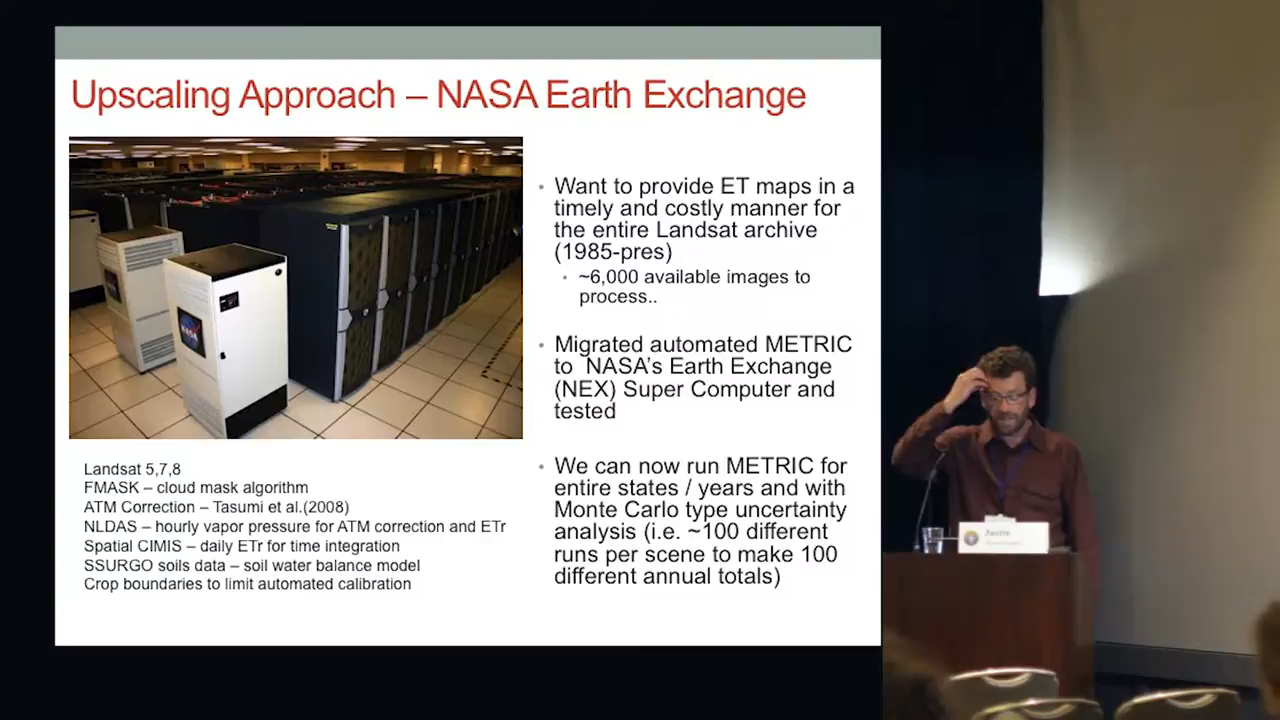 Upscaling Approach – NASA Earth Exchange
• Want to provide ET maps in a
timely and costly manner for
the entire Landsat archive
(1985-pres)
• ~6,000 available images to
process..
• Migrated automated METRIC
to NASA's Earth Exchange
(NEX) Super Computer and
tested
• We can now run METRIC for
entire states / years and with
Monte Carlo type uncertainty
analysis (i.e. ~100 different
runs per scene to make 100
different annual totals)
NASA
Landsat 5,7,8
FMASK – cloud mask algorithm
ATM Correction – Tasumi et al.(2008)
NLDAS – hourly vapor pressure for ATM correction and ETr
Spatial CIMIS – daily ETr for time integration
SSURGO soils data – soil water balance model
Crop boundaries to limit automated calibration